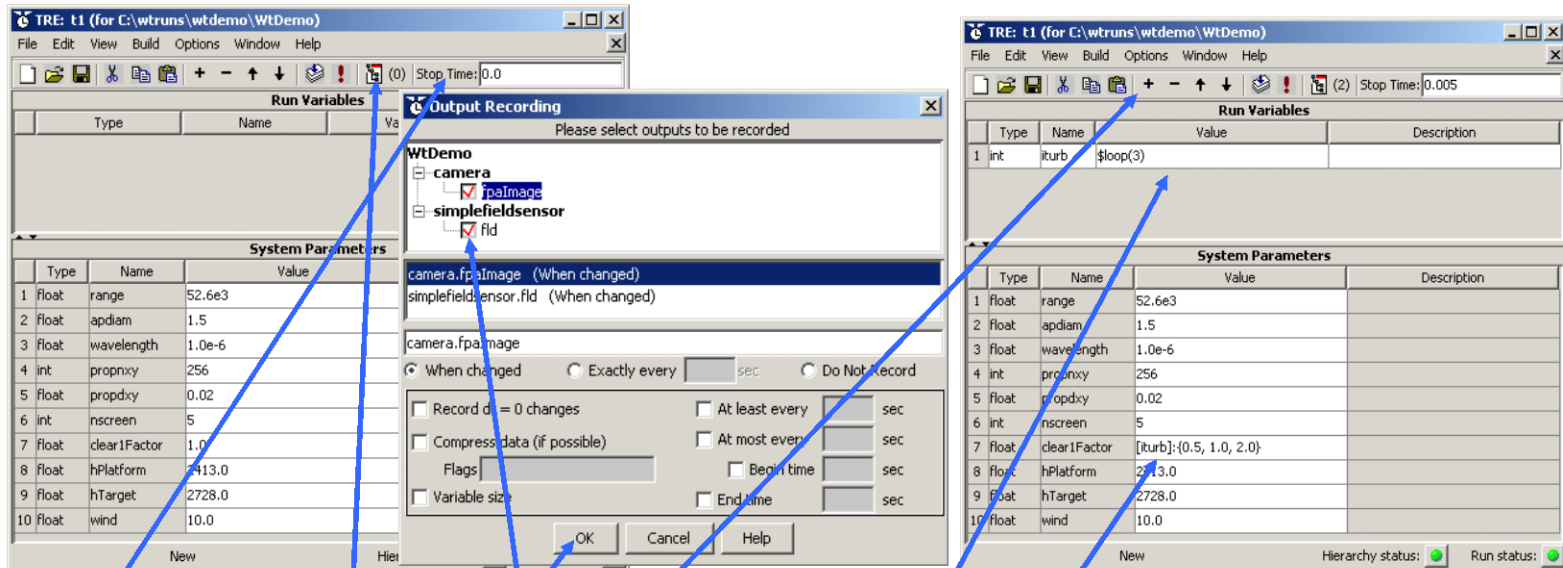 TRE: t1 (for C:\wtruns\wtdemo\WtDemo)
File Edit View Build Options Window Help
(0) Stop Time: 0.0
Run Variables
Type Name
System Parameters
Type Name Value
1 float range 52.6e3
2 float apdiam 1.5
3 float wavelength 1.0e-6
4 int propnxy 256
5 float propdxy 0.02
6 int nscreen 5
7 float clear1Factor 1.0
8 float hPlatform 2413.0
9 float hTarget 2728.0
10 float wind 10.0
New
Output Recording
Please select outputs to be recorded
WtDemo
camera
fpaImage
simplefieldsensor
fld
camera.fpaImage (When changed)
simplefieldsensor.fld (When changed)
camera.fpaImage
When changed Exactly every sec Do Not Record
Record dt = 0 changes At least every sec
Compress data (if possible) At most every sec
Flags Begin time sec
Variable size End time sec
OK Cancel Help
TRE: t1 (for C:\wtruns\wtdemo\WtDemo)
File Edit View Build Options Window Help
(2) Stop Time: 0.005
Run Variables
Type Name Value Description
1 int iturb $loop(3)
System Parameters
Type Name Value Description
1 float range 52.6e3
2 float apdiam 1.5
3 float wavelength 1.0e-6
4 int propnxy 256
5 float propdxy 0.02
6 int nscreen 5
7 float clear1Factor [iturb]:{0.5, 1.0, 2.0}
8 float hPlatform 2413.0
9 float hTarget 2728.0
10 float wind 10.0
New Hierarchy status: Run status: